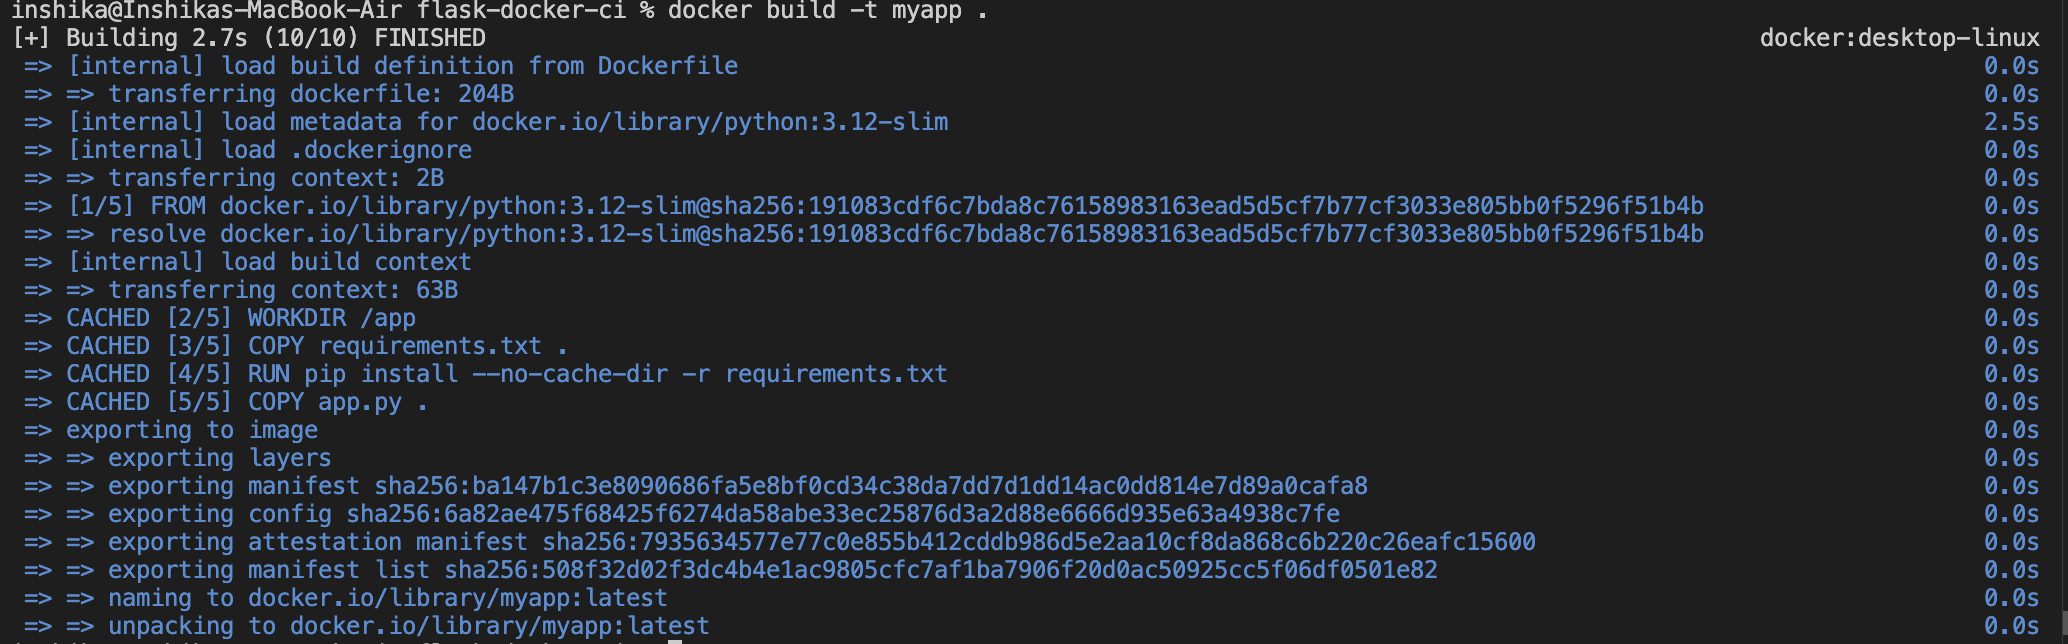 inshika@Inshikas-MacBook-Air flask-docker-ci % docker build -t myapp .
[+] Building 2.7s (10/10) FINISHED docker:desktop-linux
=> [internal] load build definition from Dockerfile 0.0s
=> => transferring dockerfile: 204B 0.0s
=> [internal] load metadata for docker.io/library/python:3.12-slim 2.5s
=> [internal] load .dockerignore 0.0s
=> => transferring context: 2B 0.0s
=> [1/5] FROM docker.io/library/python:3.12-slim@sha256:191083cdf6c7bda8c76158983163ead5d5cf7b77cf3033e805bb0f5296f51b4b 0.0s
=> => resolve docker.io/library/python:3.12-slim@sha256:191083cdf6c7bda8c76158983163ead5d5cf7b77cf3033e805bb0f5296f51b4b 0.0s
=> [internal] load build context 0.0s
=> => transferring context: 63B 0.0s
=> CACHED [2/5] WORKDIR /app 0.0s
=> CACHED [3/5] COPY requirements.txt . 0.0s
=> CACHED [4/5] RUN pip install --no-cache-dir -r requirements.txt 0.0s
=> CACHED [5/5] COPY app.py . 0.0s
=> exporting to image 0.0s
=> => exporting layers 0.0s
=> => exporting manifest sha256:ba147b1c3e8090686fa5e8bf0cd34c38da7dd7d1dd14ac0dd814e7d89a0cafa8 0.0s
=> => exporting config sha256:6a82ae475f68425f6274da58abe33ec25876d3a2d88e6666d935e63a4938c7fe 0.0s
=> => exporting attestation manifest sha256:7935634577e77c0e855b412cddb986d5e2aa10cf8da868c6b220c26eafc15600 0.0s
=> => exporting manifest list sha256:508f32d02f3dc4b4e1ac9805cfc7af1ba7906f20d0ac50925cc5f06df0501e82 0.0s
=> => naming to docker.io/library/myapp:latest 0.0s
=> => unpacking to docker.io/library/myapp:latest 0.0s